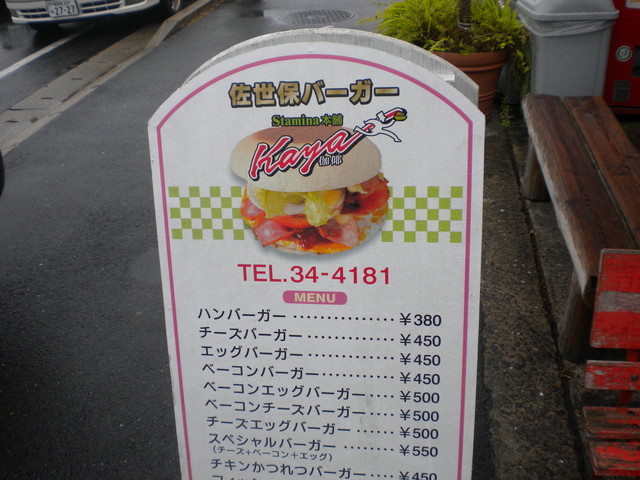 27-27
佐世保バーガー
Stamina本舗
Kaya
TEL.34-4181
MENU
ハンバーガー ··············· ¥380
チーズバーガー ·············· ¥450
エッグバーガー ·············· ¥450
ベーコンバーガー ············ ¥450
ベーコンエッグバーガー ······ ¥500
ベーコンチーズバーガー ······ ¥500
チーズエッグバーガー ······ ¥500
スペシャルバーガー ········ ¥550
(チーズ+ベーコン+エッグ)
チキンかつれつバーガー ···· ¥450